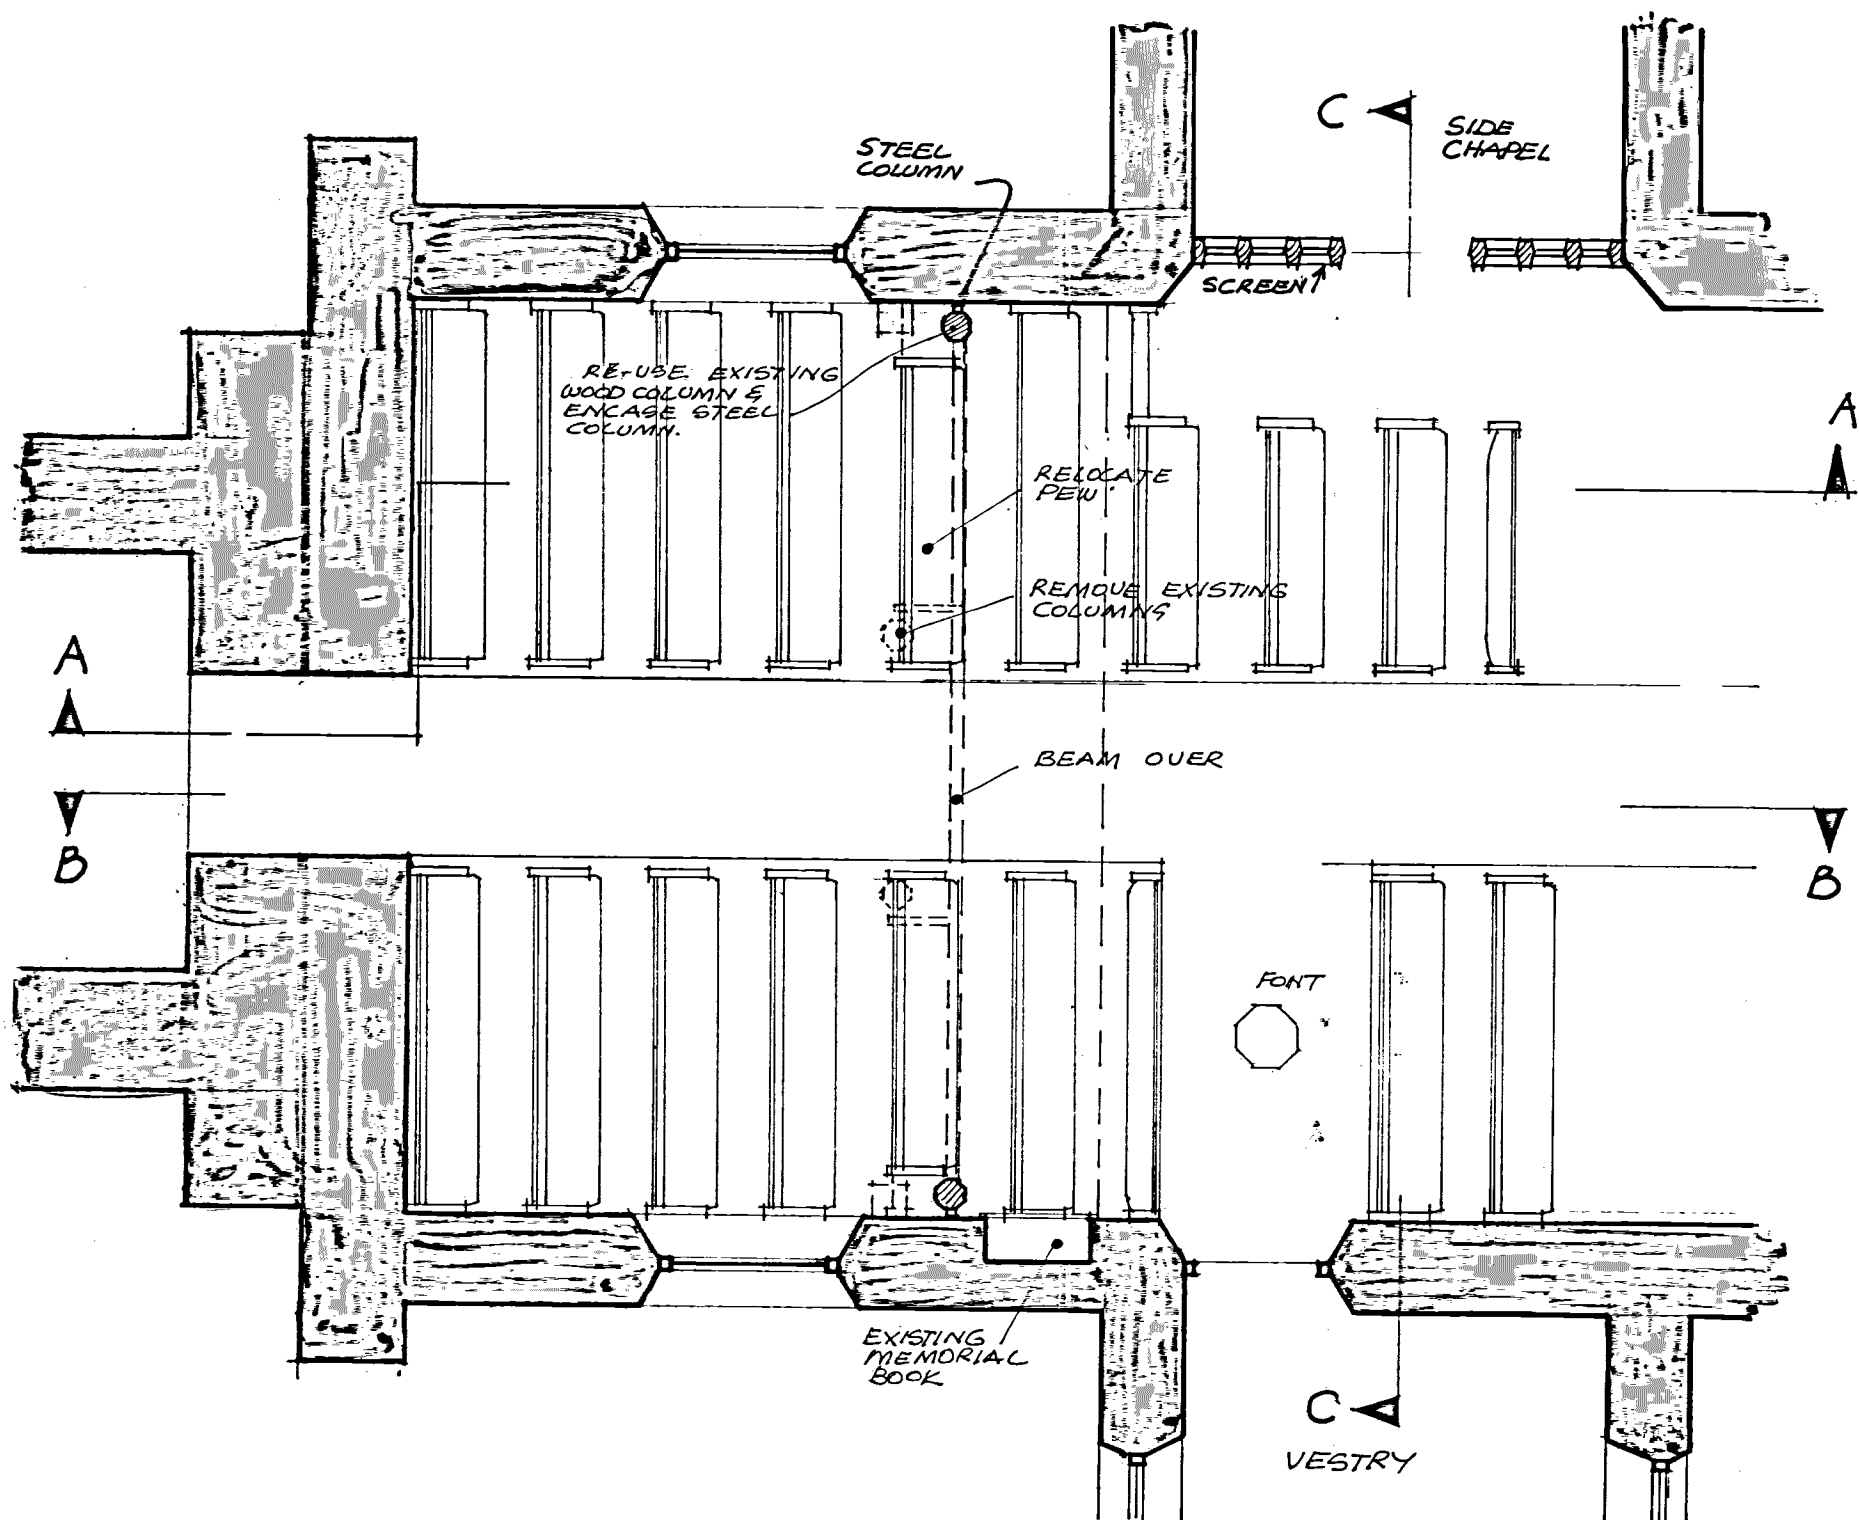 C
SIDE
CHAPEL
STEEL
COLUMN
SCREEN
RE-USE EXISTING
WOOD COLUMN &
ENCASE STEEL
COLUMN.
A
RELOCATE
PEW
REMOVE EXISTING
COLUMNS
A
BEAM OVER
B
B
FONT
EXISTING
MEMORIAL
BOOK
C
VESTRY